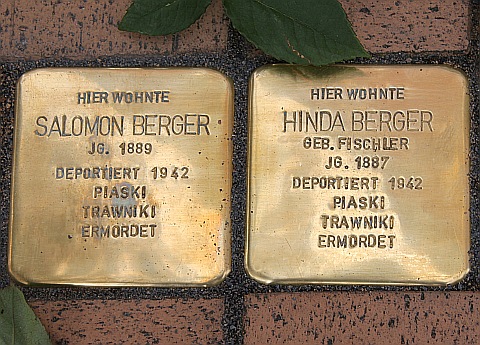 HIER WOHNTE
SALOMON BERGER
JG. 1889
DEPORTIERT 1942
PIASKI
TRAWNIKI
ERMORDET
HIER WOHNTE
HINDA BERGER
GEB. FISCHLER
JG. 1887
DEPORTIERT 1942
PIASKI
TRAWNIKI
ERMORDET